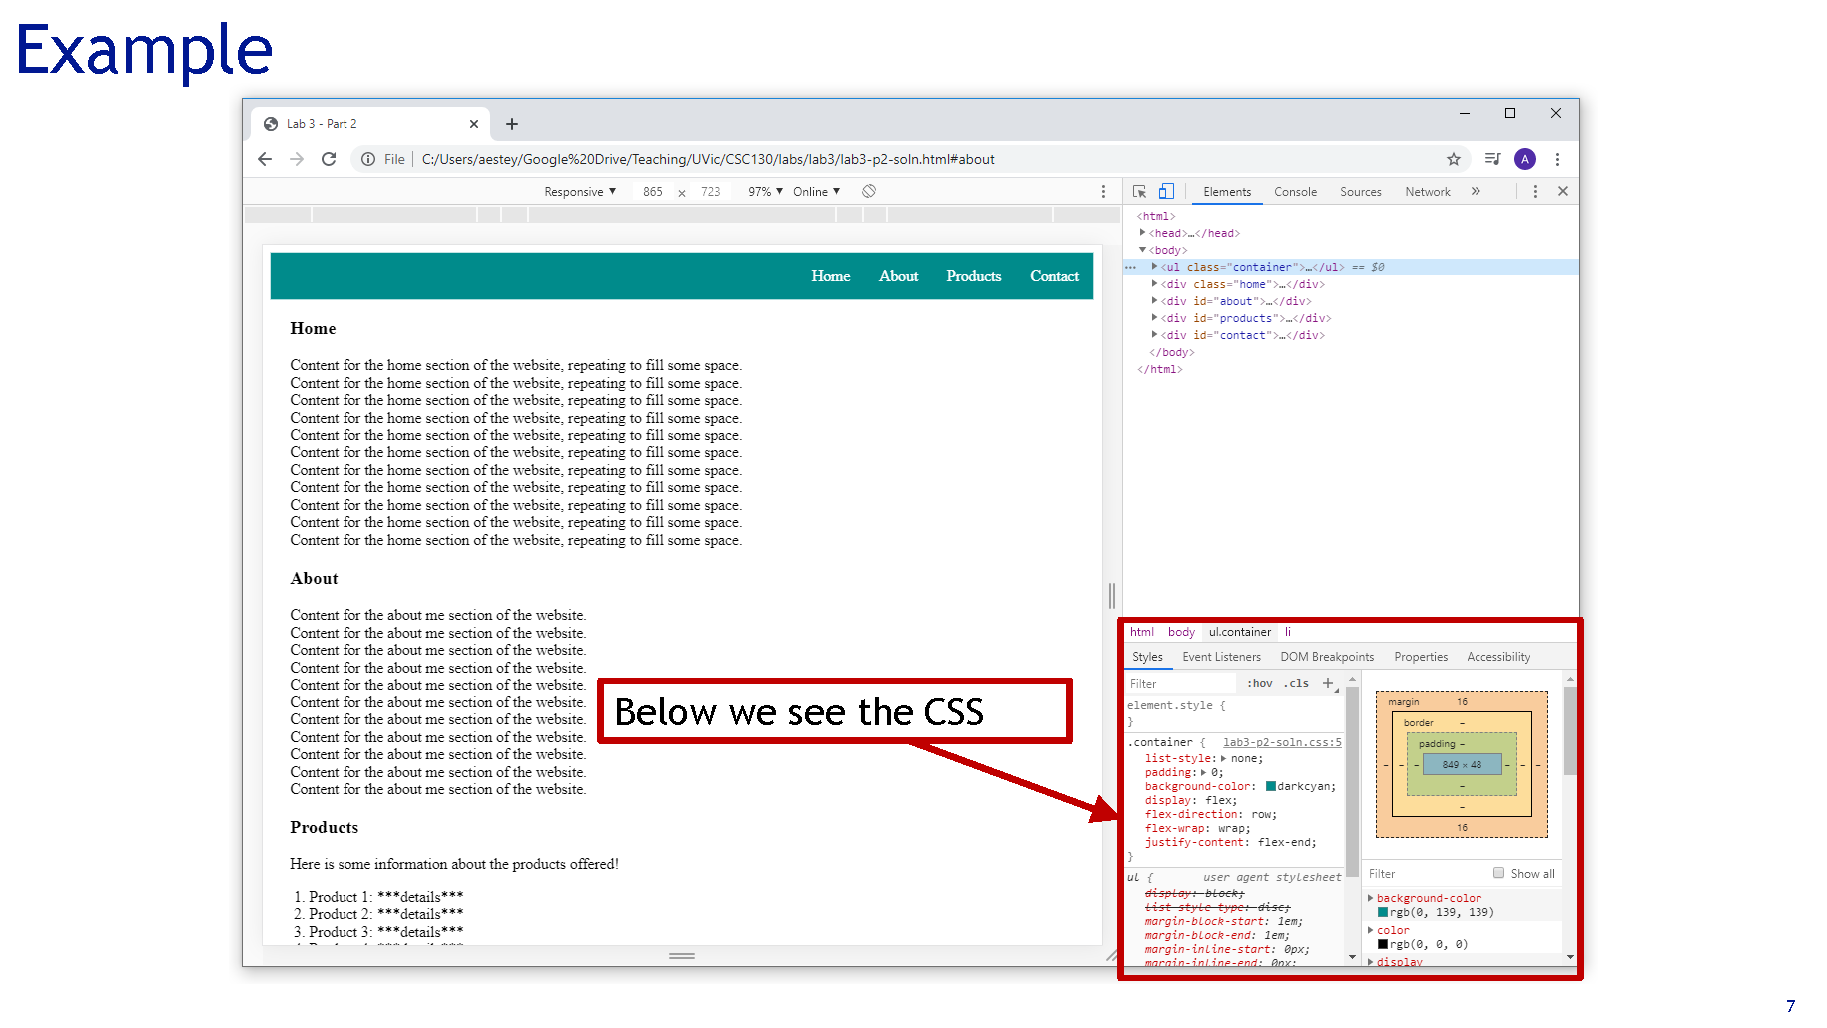 Example
Lab 3 - Part 2
File C:/Users/aestey/Google%20Drive/Teaching/UVic/CSC130/labs/lab3/lab3-p2-soln.html#about
A
Responsive ▼ 865 × 723 97% ▼ Online ▼
Elements Console Sources Network »
Home About Products Contact
Home
Content for the home section of the website, repeating to fill some space.
Content for the home section of the website, repeating to fill some space.
Content for the home section of the website, repeating to fill some space.
Content for the home section of the website, repeating to fill some space.
Content for the home section of the website, repeating to fill some space.
Content for the home section of the website, repeating to fill some space.
Content for the home section of the website, repeating to fill some space.
Content for the home section of the website, repeating to fill some space.
Content for the home section of the website, repeating to fill some space.
Content for the home section of the website, repeating to fill some space.
Content for the home section of the website, repeating to fill some space.
About
Content for the about me section of the website.
Content for the about me section of the website.
Content for the about me section of the website.
Content for the about me section of the website.
Content for the about me section of the website.
Content for the about me section of the website.
Content for the about me section of the website.
Content for the about me section of the website.
Content for the about me section of the website.
Content for the about me section of the website.
Content for the about me section of the website.
Products
Here is some information about the products offered!
1. Product 1: ***details***
2. Product 2: ***details***
3. Product 3: ***details***
Below we see the CSS
<html>
<head>…</head>
<body>
<ul class="container">…</ul> == $0
<div class="home">…</div>
<div id="about">…</div>
<div id="products">…</div>
<div id="contact">…</div>
</body>
</html>
html body ul.container li
Styles Event Listeners DOM Breakpoints Properties Accessibility
Filter :hov .cls +
element.style {
}
.container { lab3-p2-soln.css:5
list-style: none;
padding: 0;
background-color: darkcyan;
display: flex;
flex-direction: row;
flex-wrap: wrap;
justify-content: flex-end;
}
ul { user agent stylesheet
display: block;
list-style-type: disc;
margin-block-start: 1em;
margin-block-end: 1em;
margin-inline-start: 0px;
margin-inline-end: 0px;
margin 16
border –
padding –
– – – 849 × 48 – – –
–
–
16
Filter Show all
background-color
rgb(0, 139, 139)
color
rgb(0, 0, 0)
display
7